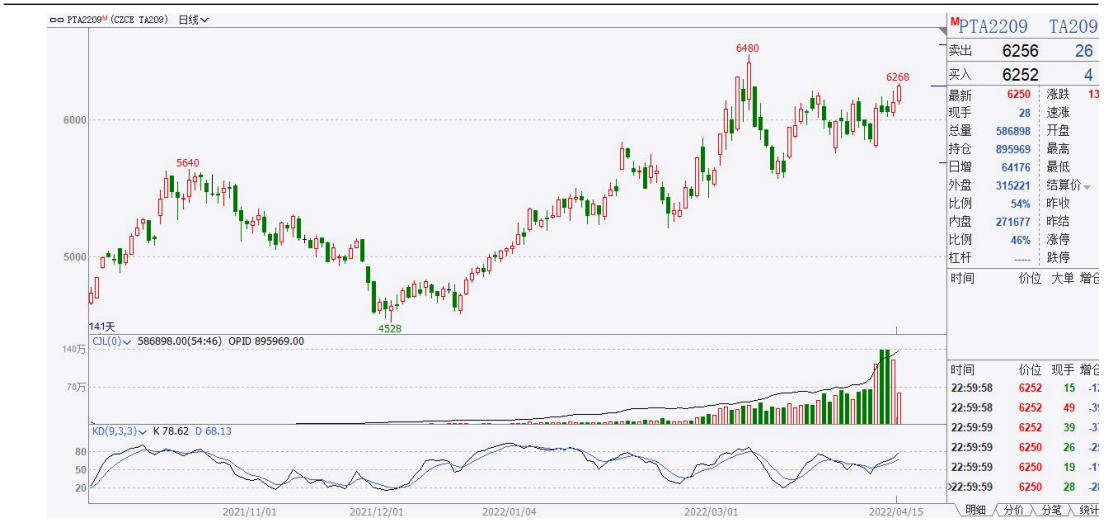 PTA2209M (CZCE TA209) 日线
6480
6268
6000
5640
5000
4528
141天
CJL(0) 586898.00(54:46) OPID 895969.00
140万
70万
KD(9,3,3) K 78.62 D 68.13
80
50
20
2021/11/01 2021/12/01 2022/01/04 2022/03/01 2022/04/15
MPTA2209 TA209
卖出 6256 26
买入 6252 4
最新 6250 涨跌 13
现手 28 速涨
总量 586898 开盘
持仓 895969 最高
日增 64176 最低
外盘 315221 结算价
比例 54% 昨收
内盘 271677 昨结
比例 46% 涨停
杠杆 ----- 跌停
时间 价位 大单 增仓
时间 价位 现手 增仓
22:59:58 6252 15
22:59:58 6252 49
22:59:59 6252 39
22:59:59 6250 26
22:59:59 6250 19
22:59:59 6250 28
明细 分价 分笔 统计